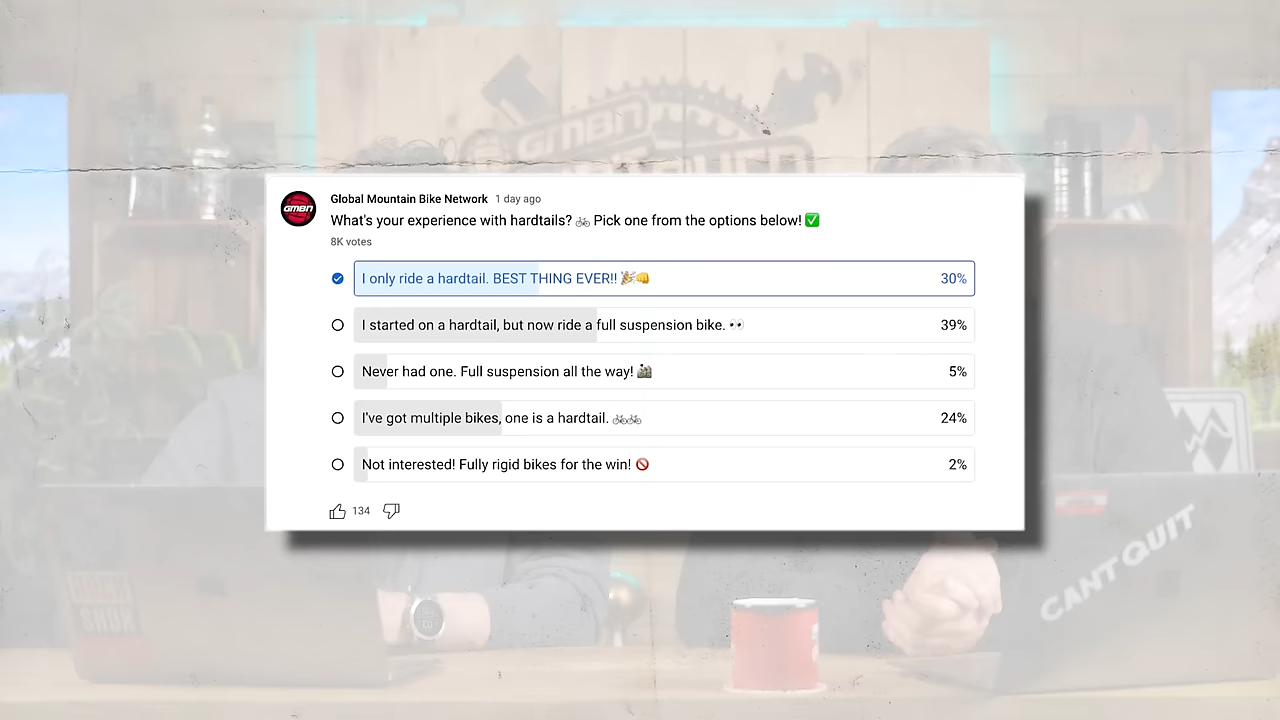 GMBN
GMBN
Global Mountain Bike Network 1 day ago
What's your experience with hardtails? 🚲 Pick one from the options below! ✅
8K votes
I only ride a hardtail. BEST THING EVER!! 🎉👊 30%
I started on a hardtail, but now ride a full suspension bike. 👀 39%
Never had one. Full suspension all the way! 🚵 5%
I've got multiple bikes, one is a hardtail. 🚲🚲 24%
Not interested! Fully rigid bikes for the win! 🚫 2%
134
CANT QUIT